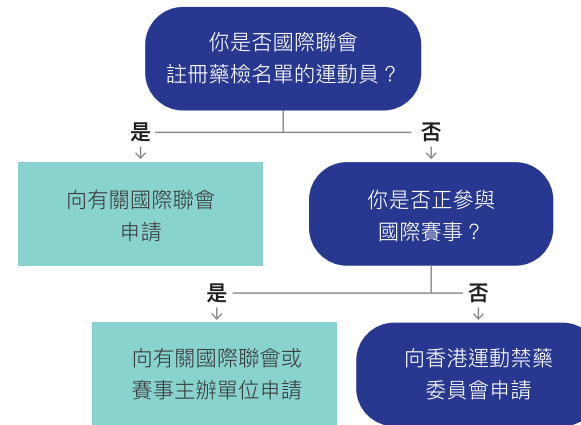 你是否國際聯會
註冊藥檢名單的運動員？
是
否
向有關國際聯會
申請
你是否正參與
國際賽事？
是
否
向有關國際聯會或
賽事主辦單位申請
向香港運動禁藥
委員會申請